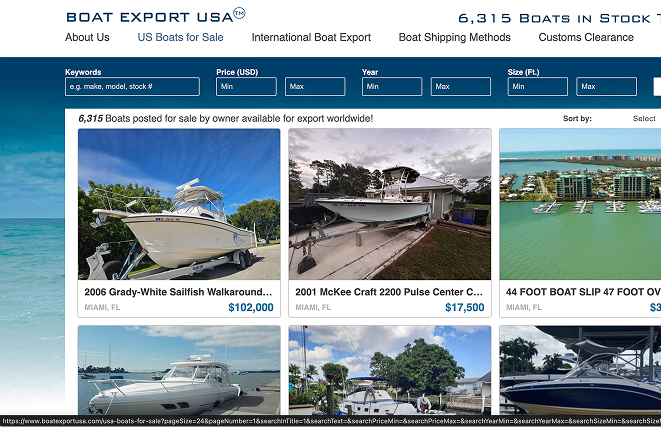 BOAT EXPORT USA TM
6,315 BOATS IN STOCK
About Us US Boats for Sale International Boat Export Boat Shipping Methods Customs Clearance
Keywords Price (USD) Year Size (Ft.)
e.g. make, model, stock # Min Max Min Max Min Max
6,315 Boats posted for sale by owner available for export worldwide! Sort by: Select
2006 Grady-White Sailfish Walkaround... 2001 McKee Craft 2200 Pulse Center C... 44 FOOT BOAT SLIP 47 FOOT OV
MIAMI, FL $102,000 MIAMI, FL $17,500 MIAMI, FL $3
https://www.boatexportusa.com/us-boats-for-sale?pageSize=24&pageNumber=1&searchInTitle=1&searchText=&searchPriceMin=&searchPriceMax=&searchYearMin=&searchYearMax=&searchSizeMin=&searchSizeM